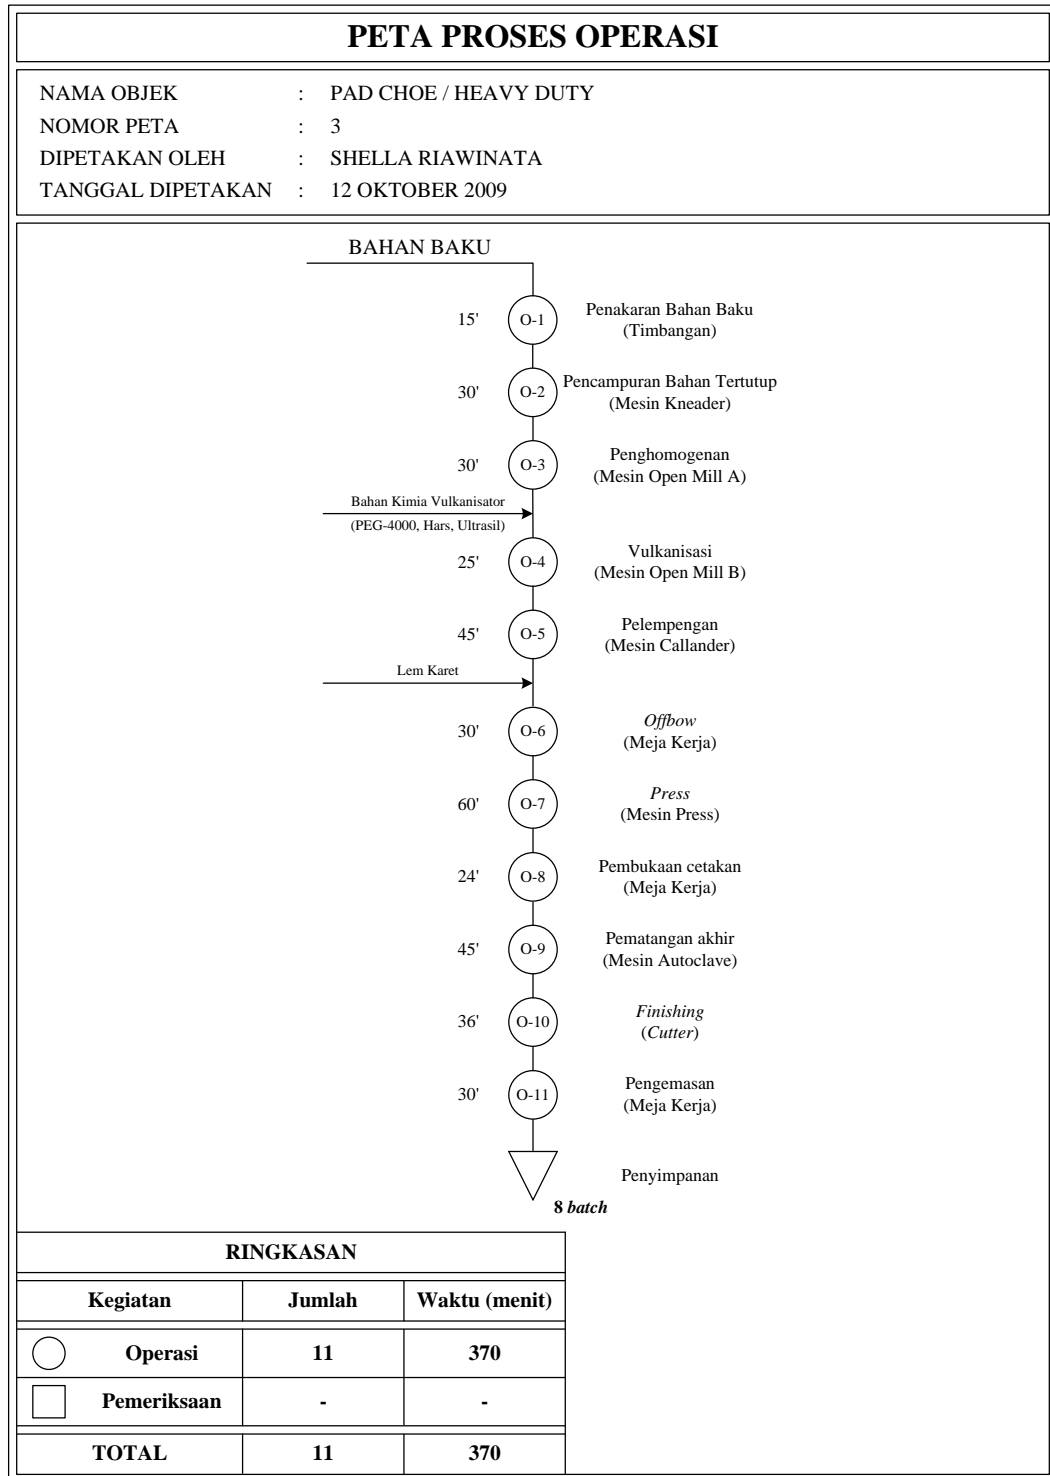 PETA PROSES OPERASI
NAMA OBJEK : PAD CHOE / HEAVY DUTY
NOMOR PETA : 3
DIPETAKAN OLEH : SHELLA RIAWINATA
TANGGAL DIPETAKAN : 12 OKTOBER 2009
BAHAN BAKU
15' O-1 Penakaran Bahan Baku
(Timbangan)
30' O-2 Pencampuran Bahan Tertutup
(Mesin Kneader)
30' O-3 Penghomogenan
(Mesin Open Mill A)
Bahan Kimia Vulkanisator
(PEG-4000, Hars, Ultrasil)
25' O-4 Vulkanisasi
(Mesin Open Mill B)
45' O-5 Pelempengan
(Mesin Callander)
Lem Karet
30' O-6 Offbow
(Meja Kerja)
60' O-7 Press
(Mesin Press)
24' O-8 Pembukaan cetakan
(Meja Kerja)
45' O-9 Pematangan akhir
(Mesin Autoclave)
36' O-10 Finishing
(Cutter)
30' O-11 Pengemasan
(Meja Kerja)
Penyimpanan
8 batch
RINGKASAN
Kegiatan Jumlah Waktu (menit)
Operasi 11 370
Pemeriksaan - -
TOTAL 11 370